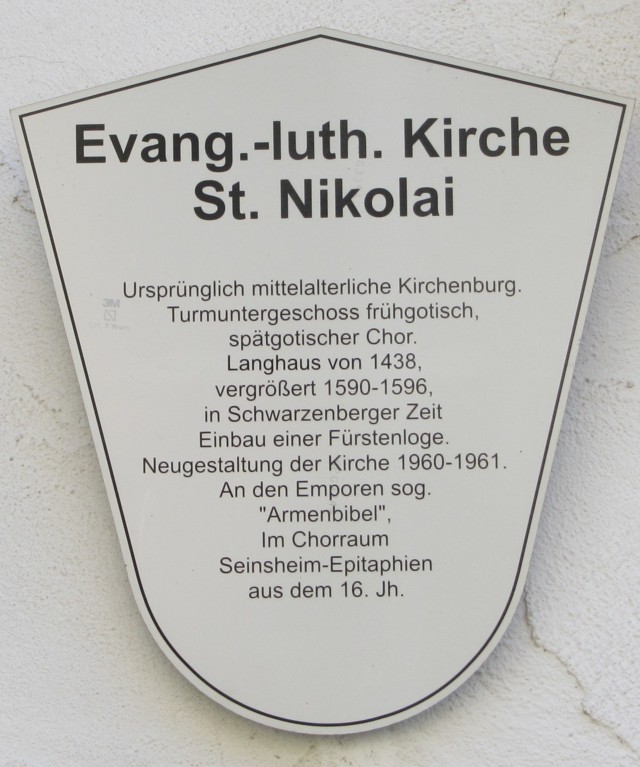 Evang.-luth. Kirche
St. Nikolai
Ursprünglich mittelalterliche Kirchenburg.
Turmuntergeschoss frühgotisch,
spätgotischer Chor.
Langhaus von 1438,
vergrößert 1590-1596,
in Schwarzenberger Zeit
Einbau einer Fürstenloge.
Neugestaltung der Kirche 1960-1961.
An den Emporen sog.
"Armenbibel",
Im Chorraum
Seinsheim-Epitaphien
aus dem 16. Jh.
3M